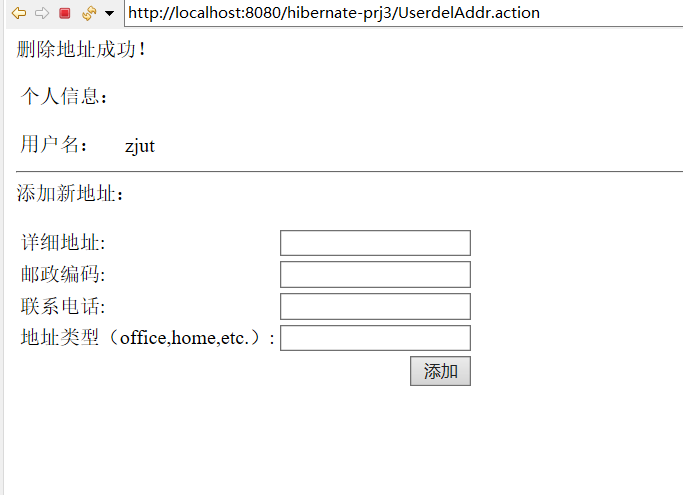 http://localhost:8080/hibernate-prj3/UserdelAddr.action
删除地址成功！
个人信息：
用户名： zjut
添加新地址：
详细地址:
邮政编码:
联系电话:
地址类型（office,home,etc.）:
添加